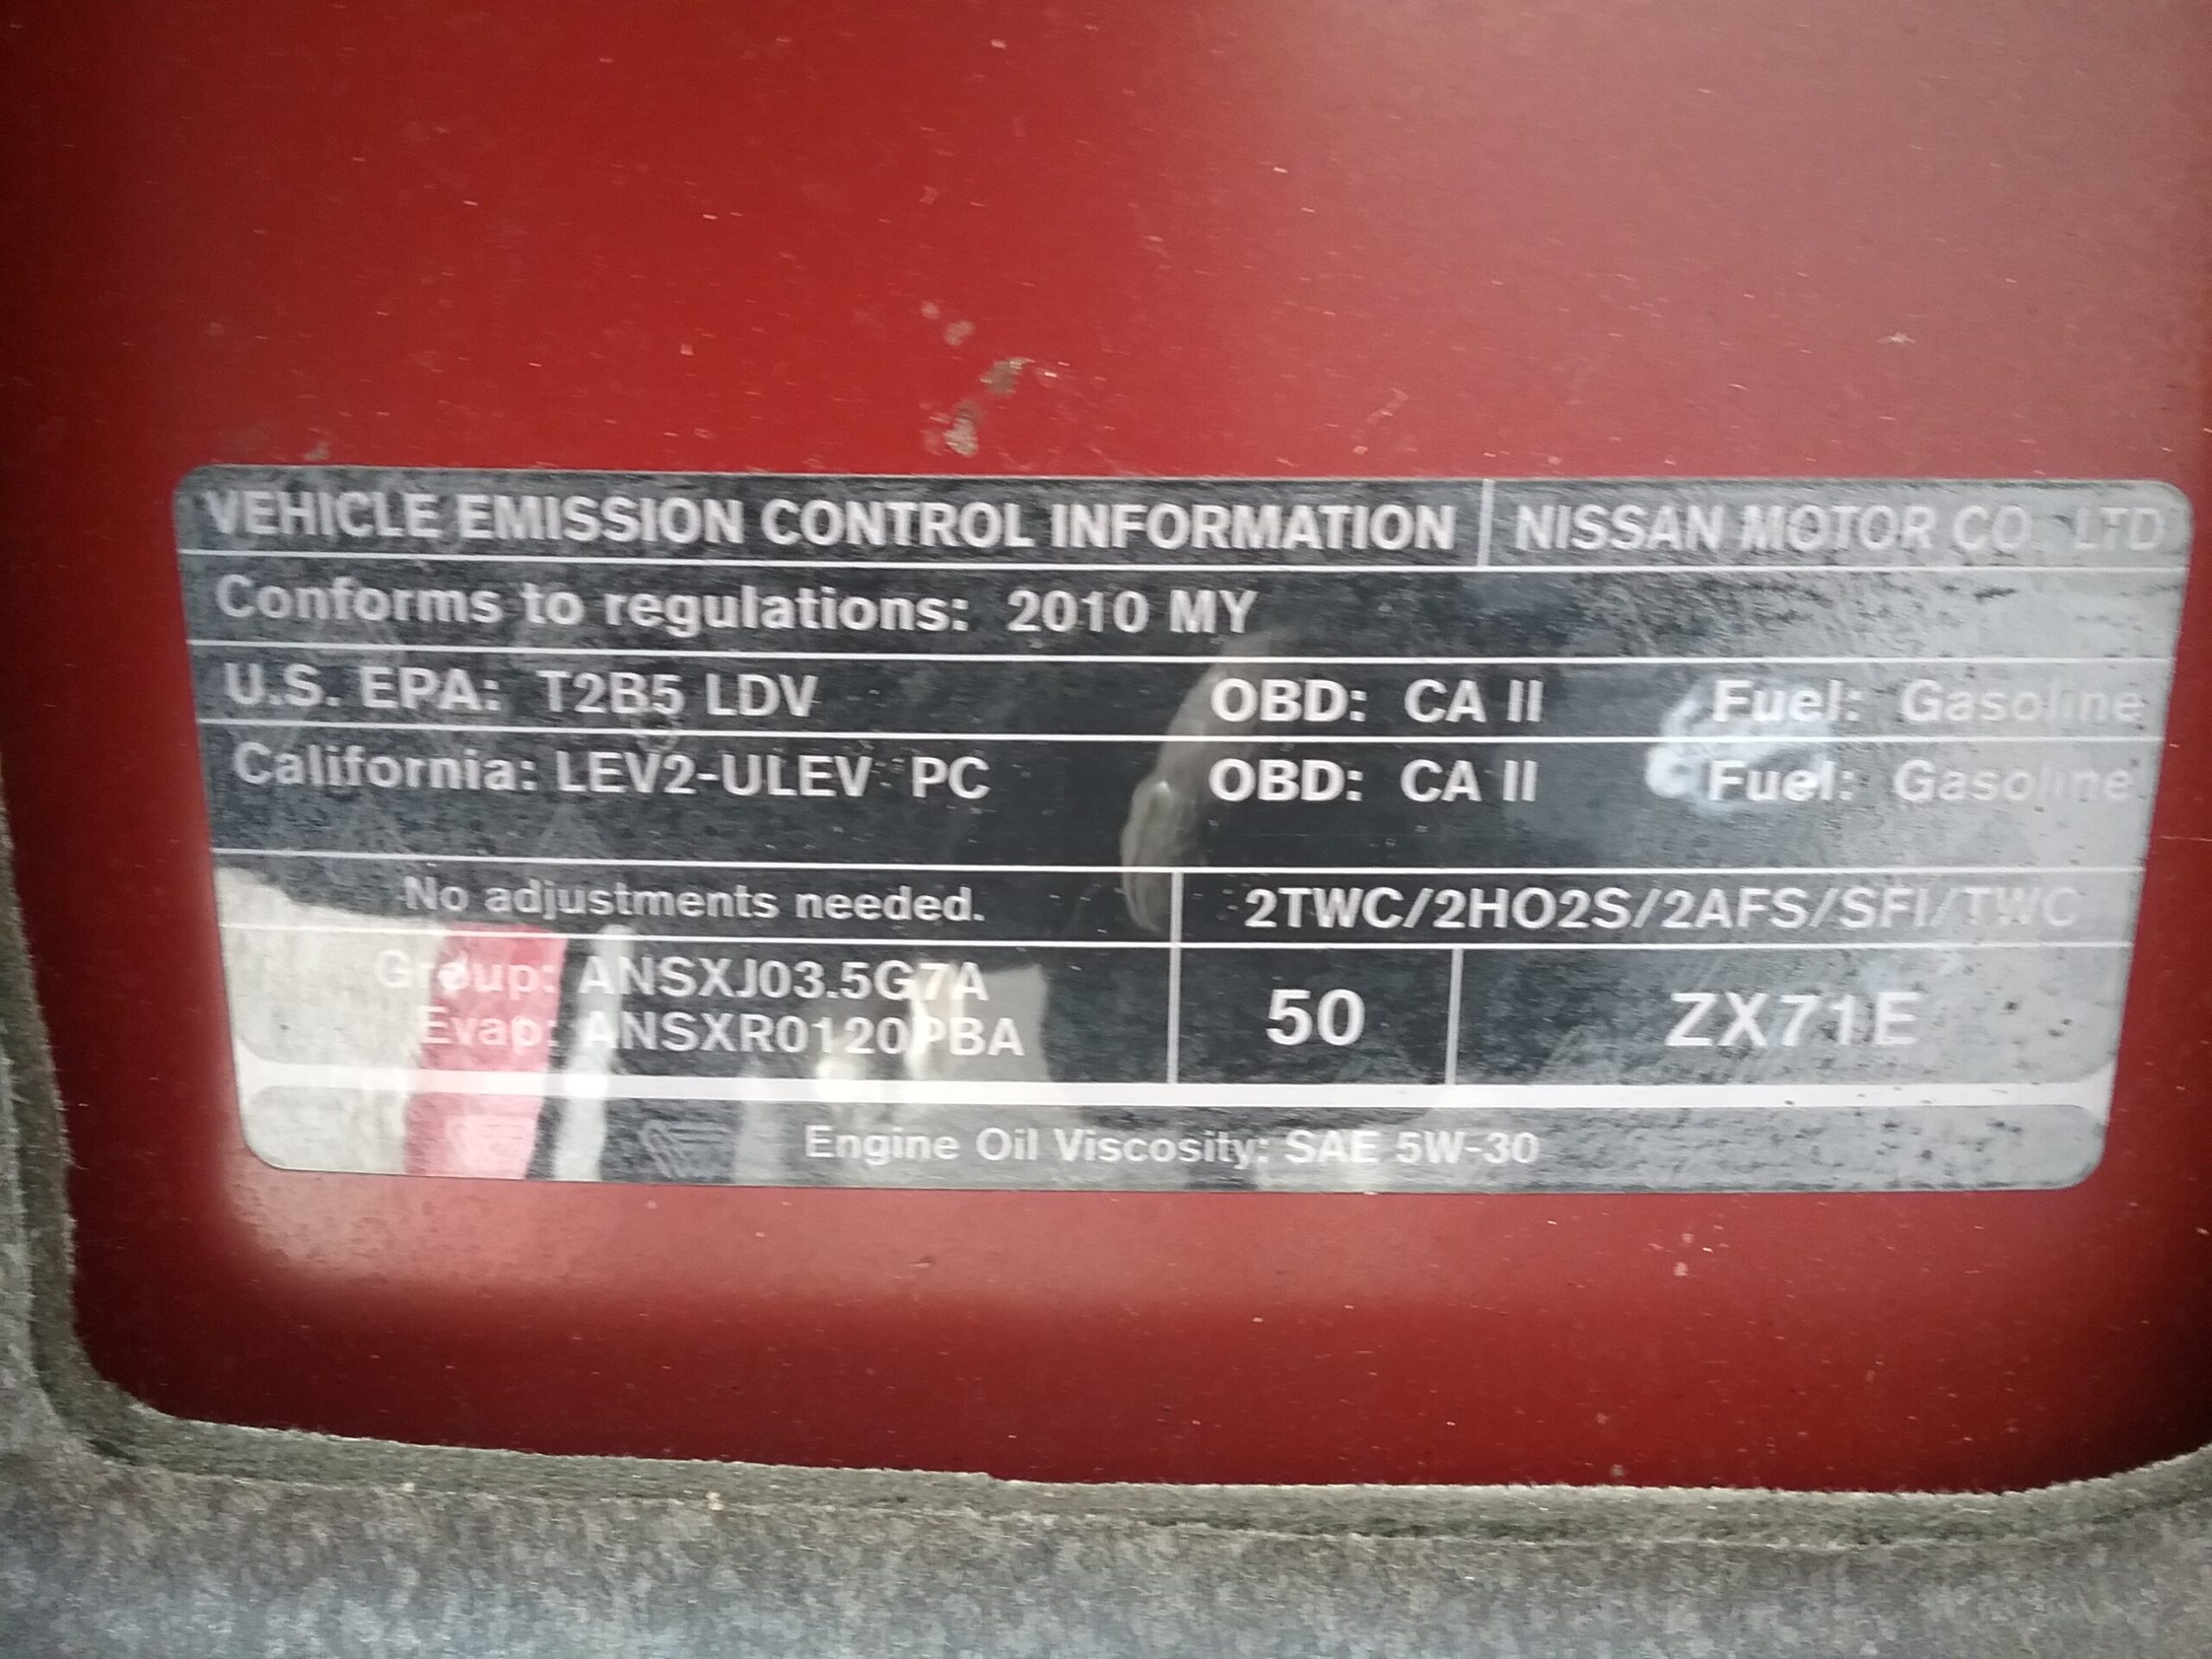 VEHICLE EMISSION CONTROL INFORMATION NISSAN MOTOR CO., LTD
Conforms to regulations: 2010 MY
U.S. EPA: T2B5 LDV OBD: CA II Fuel: Gasoline
California: LEV2-ULEV PC OBD: CA II Fuel: Gasoline
No adjustments needed. 2TWC/2HO2S/2AFS/SFI/TWC
Group: ANSXJ03.5G7A
Evap: ANSXR0120PBA
50 ZX71E
Engine Oil Viscosity: SAE 5W-30